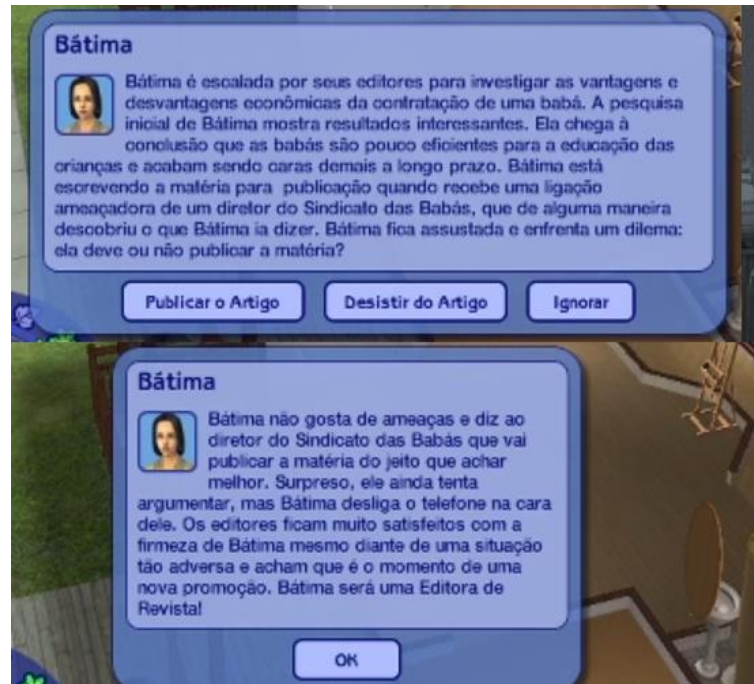 Bátima
Bátima é escalada por seus editores para investigar as vantagens e
desvantagens econômicas da contratação de uma babá. A pesquisa
inicial de Bátima mostra resultados interessantes. Ela chega à
conclusão que as babás são pouco eficientes para a educação das
crianças e acabam sendo caras demais a longo prazo. Bátima está
escrevendo a matéria para publicação quando recebe uma ligação
ameaçadora de um diretor do Sindicato das Babás, que de alguma maneira
descobriu o que Bátima ia dizer. Bátima fica assustada e enfrenta um dilema:
ela deve ou não publicar a matéria?
Publicar o Artigo Desistir do Artigo Ignorar
Bátima
Bátima não gosta de ameaças e diz ao
diretor do Sindicato das Babás que vai
publicar a matéria do jeito que achar
melhor. Surpreso, ele ainda tenta
argumentar, mas Bátima desliga o telefone na cara
dele. Os editores ficam muito satisfeitos com a
firmeza de Bátima mesmo diante de uma situação
tão adversa e acham que é o momento de uma
nova promoção. Bátima será uma Editora de
Revista!
OK